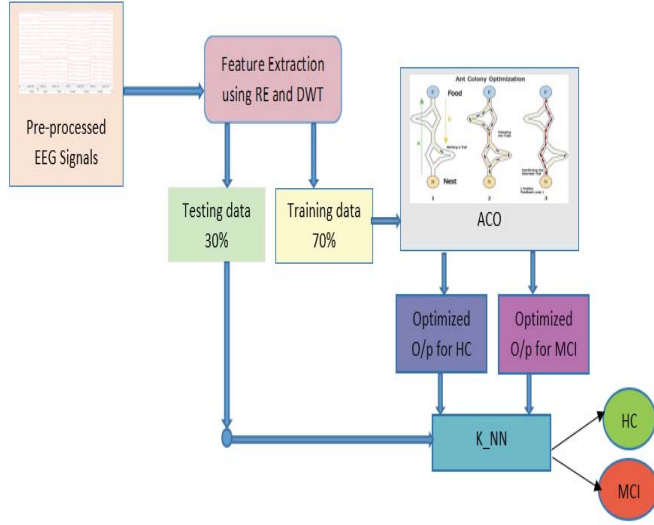 Pre-processed
EEG Signals
Feature Extraction
using RE and DWT
Testing data
30%
Training data
70%
Ant Colony Optimization
F
Food
F
F
Nest
N
N
N
1
2
3
ACO
Optimized
O/p for HC
Optimized
O/p for MCI
K_NN
HC
MCI